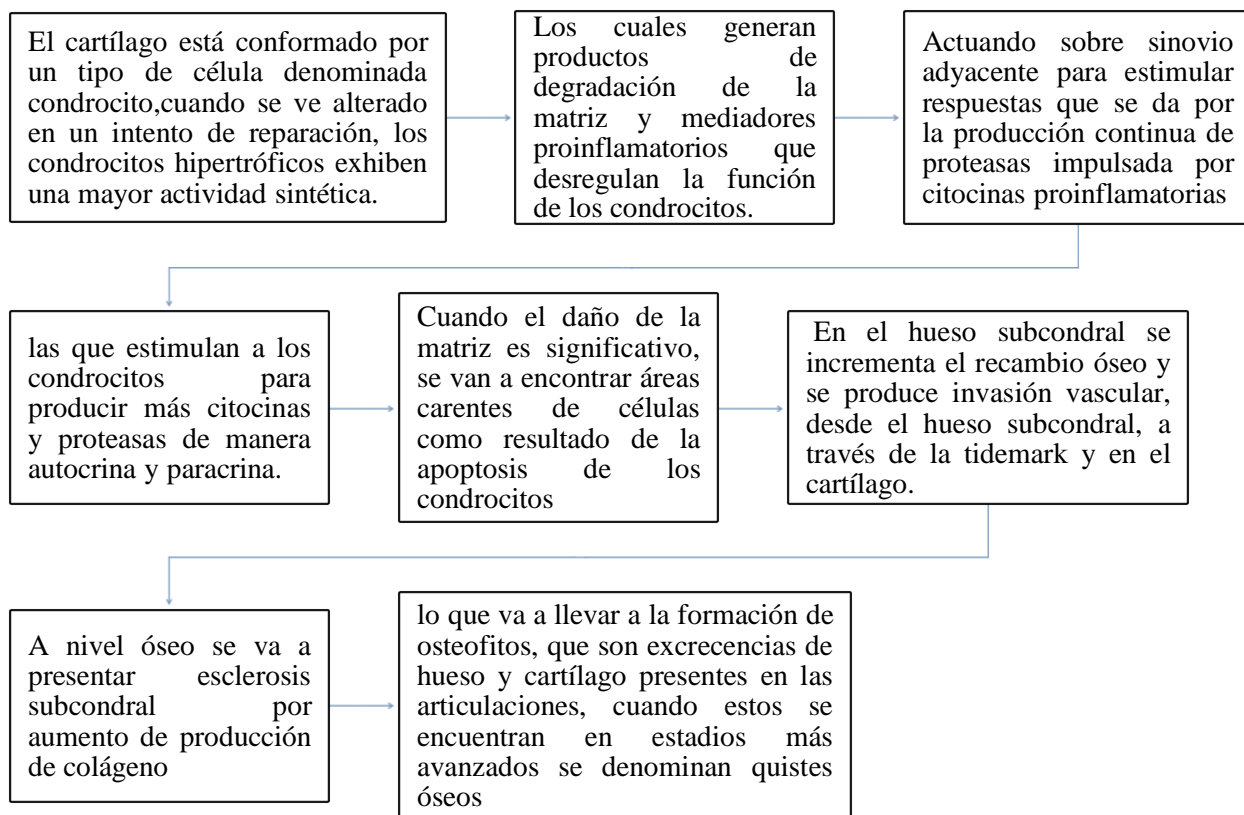 El cartílago está conformado por
un tipo de célula denominada
condrocito,cuando se ve alterado
en un intento de reparación, los
condrocitos hipertróficos exhiben
una mayor actividad sintética.
Los cuales generan
productos de
degradación de la
matriz y mediadores
proinflamatorios que
desregulan la función
de los condrocitos.
Actuando sobre sinovio
adyacente para estimular
respuestas que se da por
la producción continua de
proteasas impulsada por
citocinas proinflamatorias
las que estimulan a los
condrocitos para
producir más citocinas
y proteasas de manera
autocrina y paracrina.
Cuando el daño de la
matriz es significativo,
se van a encontrar áreas
carentes de células
como resultado de la
apoptosis de los
condrocitos
En el hueso subcondral se
incrementa el recambio óseo y
se produce invasión vascular,
desde el hueso subcondral, a
través de la tidemark y en el
cartílago.
A nivel óseo se va a
presentar esclerosis
subcondral por
aumento de producción
de colágeno
lo que va a llevar a la formación de
osteofitos, que son excrecencias de
hueso y cartílago presentes en las
articulaciones, cuando estos se
encuentran en estadios más
avanzados se denominan quistes
óseos